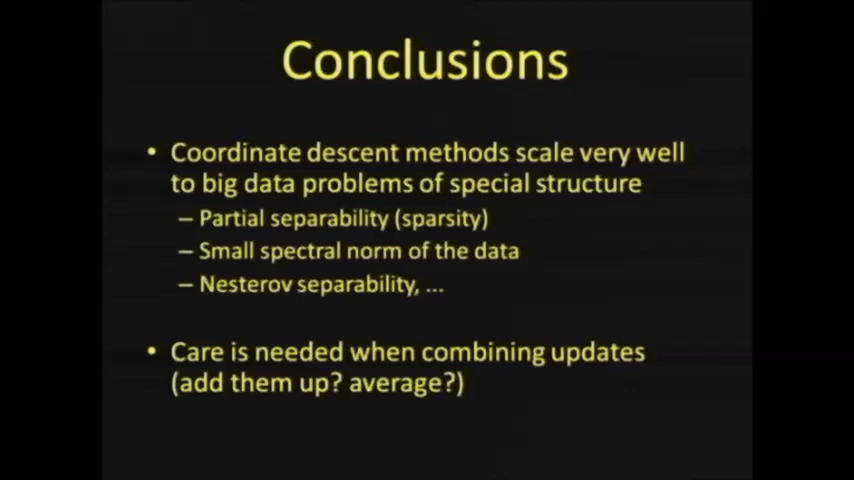 Conclusions
• Coordinate descent methods scale very well
to big data problems of special structure
– Partial separability (sparsity)
– Small spectral norm of the data
– Nesterov separability, ...
• Care is needed when combining updates
(add them up? average?)